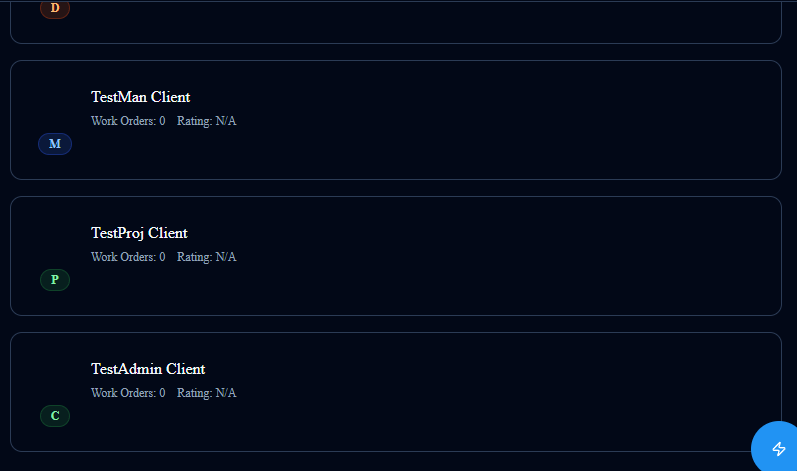 D
TestMan Client
Work Orders: 0 Rating: N/A
M
TestProj Client
Work Orders: 0 Rating: N/A
P
TestAdmin Client
Work Orders: 0 Rating: N/A
C